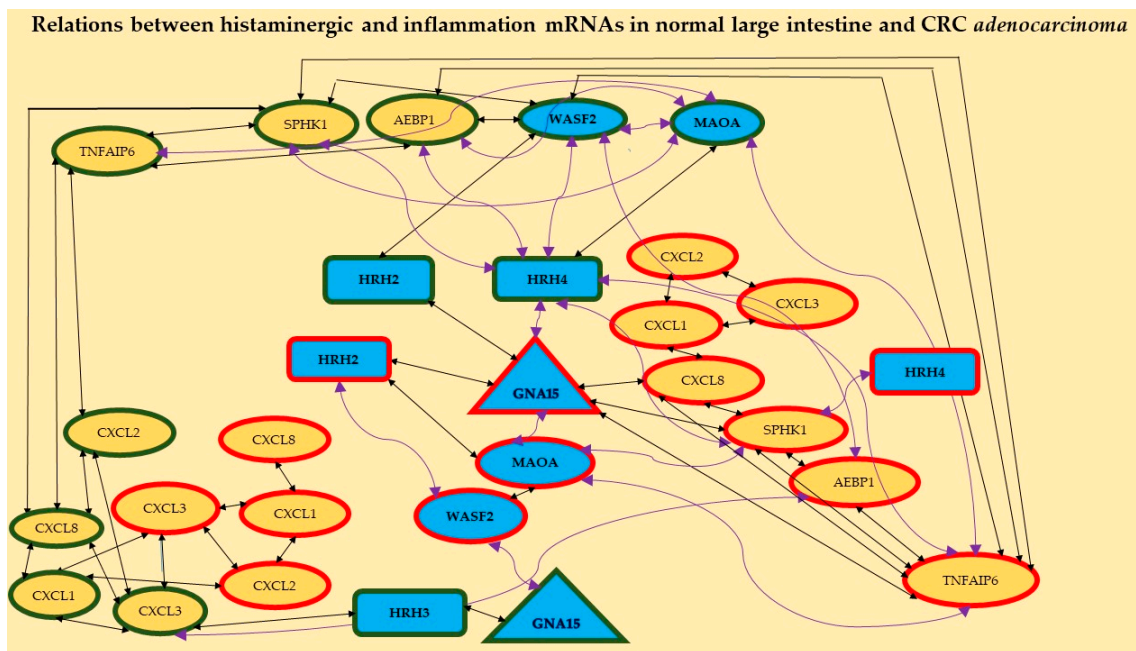 Relations between histaminergic and inflammation mRNAs in normal large intestine and CRC adenocarcinoma
SPHK1
AEBP1
WASF2
MAOA
TNFAIP6
HRH2
HRH4
CXCL2
CXCL3
CXCL1
HRH2
HRH4
CXCL8
GNA15
CXCL2
CXCL8
SPHK1
MAOA
AEBP1
CXCL3
CXCL1
WASF2
CXCL8
CXCL2
TNFAIP6
CXCL1
CXCL3
HRH3
GNA15